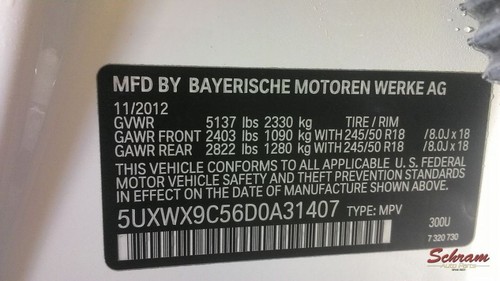 MFD BY BAYERISCHE MOTOREN WERKE AG
11/2012
GVWR 5137 lbs 2330 kg TIRE / RIM
GAWR FRONT 2403 lbs 1090 kg WITH 245/50 R18 /8.0J x 18
GAWR REAR 2822 lbs 1280 kg WITH 245/50 R18 /8.0J x 18
THIS VEHICLE CONFORMS TO ALL APPLICABLE U. S. FEDERAL
MOTOR VEHICLE SAFETY AND THEFT PREVENTION STANDARDS
IN EFFECT ON THE DATE OF MANUFACTURE SHOWN ABOVE.
5UXWX9C56D0A31407 TYPE: MPV
300U
7 320 730
Schram
Auto Parts